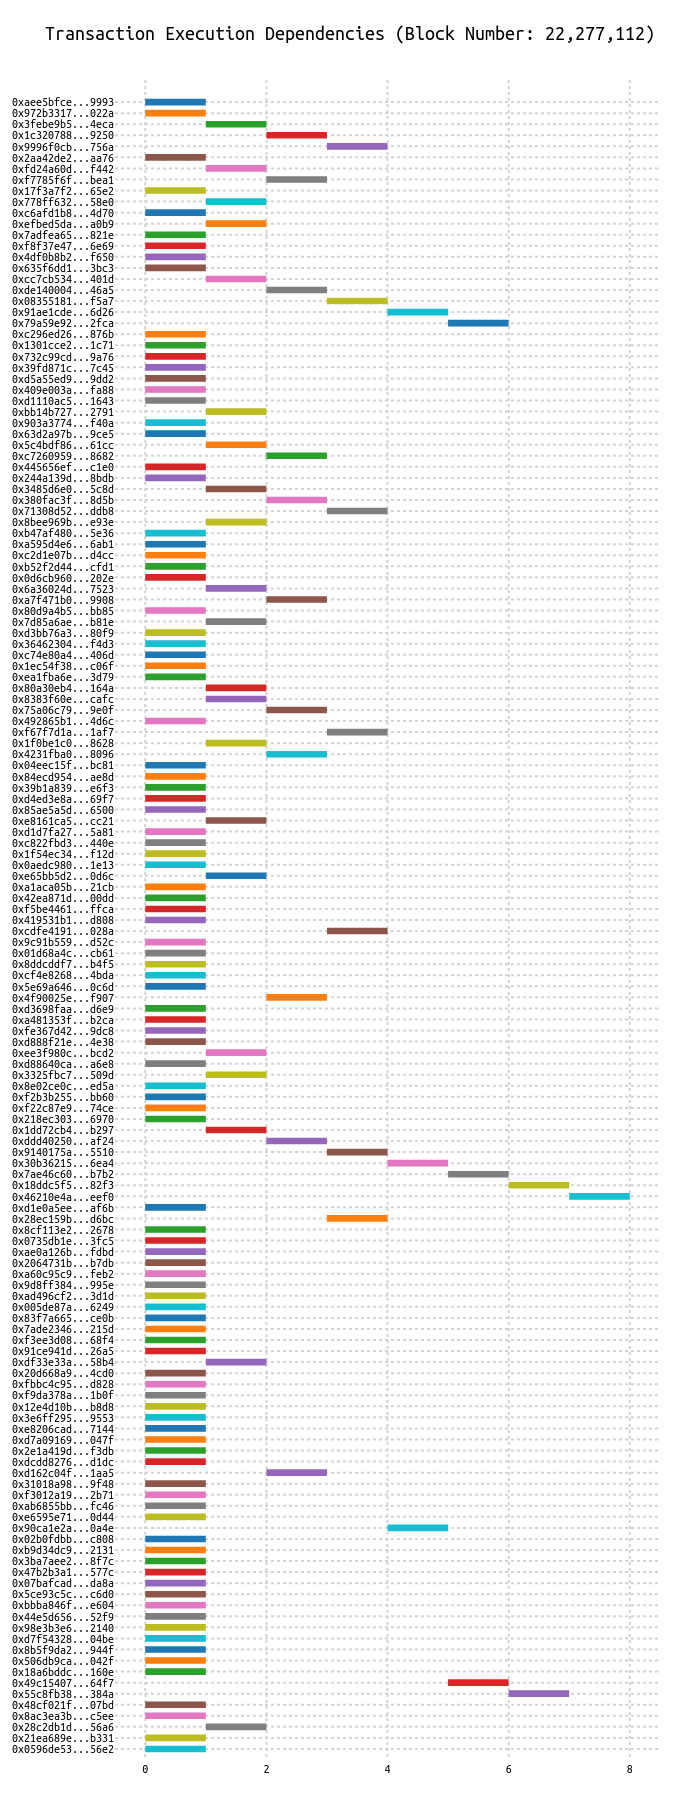 Transaction Execution Dependencies (Block Number: 22,277,112)
0xaee5bfce...9993
0x972b3317...022a
0x3febe9b5...4eca
0x1c320788...9250
0x9996f0cb...756a
0x2aa42de2...aa76
0xfd24a60d...f442
0xf7785f6f...bea1
0x17f3a7f2...65e2
0x778ff632...58e0
0xc6afd1b8...4d70
0xefbed5da...a0b9
0x7adfea65...821e
0xf8f37e47...6e69
0x4df0b8b2...f650
0x635f6dd1...3bc3
0xcc7cb534...401d
0xde140004...46a5
0x08355181...f5a7
0x91ae1cde...6d26
0x79a59e92...2fca
0xc296ed26...876b
0x1301cce2...1c71
0x732c99cd...9a76
0x39fd871c...7c45
0xd5a55ed9...9dd2
0x409e003a...fa88
0xd1110ac5...1643
0xbb14b727...2791
0x903a3774...f40a
0x63d2a97b...9ce5
0x5c4bdf86...61cc
0xc7260959...8682
0x445656ef...c1e0
0x244a139d...8bdb
0x3485d6e0...5c8d
0x380fac3f...8d5b
0x71308d52...ddb8
0x8bee969b...e93e
0xb47af480...5e36
0xa595d4e6...6ab1
0xc2d1e07b...d4cc
0xb52f2d44...cfd1
0x0d6cb960...202e
0x6a36024d...7523
0xa7f471b0...9908
0x80d9a4b5...bb85
0x7d85a6ae...b81e
0xd3bb76a3...80f9
0x36462304...f4d3
0xc74e80a4...406d
0x1ec54f38...c06f
0xea1fba6e...3d79
0x80a30eb4...164a
0x8383f60e...cafc
0x75a06c79...9e0f
0x492865b1...4d6c
0xf67f7d1a...1af7
0x1f0be1c0...8628
0x4231fba0...8096
0x04eec15f...bc81
0x84ecd954...ae8d
0x39b1a839...e6f3
0xd4ed3e8a...69f7
0x85ae5a5d...6500
0xe8161ca5...cc21
0xd1d7fa27...5a81
0xc822fbd3...440e
0x1f54ec34...f12d
0x0aedc980...1e13
0xe65bb5d2...0d6c
0xa1aca05b...21cb
0x42ea871d...00dd
0xf5be4461...ffca
0x419531b1...d808
0xcdfe4191...028a
0x9c91b559...d52c
0x01d68a4c...cb61
0x8ddcddf7...b4f5
0xcf4e8268...4bda
0x5e69a646...0c6d
0x4f90025e...f907
0xd3698faa...d6e9
0xa481353f...b2ca
0xfe367d42...9dc8
0xd888f21e...4e38
0xee3f980c...bcd2
0xd88640ca...a6e8
0x3325fbc7...509d
0x8e02ce0c...ed5a
0xf2b3b255...bb60
0xf22c87e9...74ce
0x218ec303...6970
0x1dd72cb4...b297
0xddd40250...af24
0x9140175a...5510
0x30b36215...6ea4
0x7ae46c60...b7b2
0x18ddc5f5...82f3
0x46210e4a...eef0
0xd1e0a5ee...af6b
0x28ec159b...d6bc
0x8cf113e2...2678
0x0735db1e...3fc5
0xae0a126b...fdbd
0x2064731b...b7db
0xa60c95c9...feb2
0x9d8ff384...995e
0xad496cf2...3d1d
0x005de87a...6249
0x83f7a665...ce0b
0x7ade2346...215d
0xf3ee3d08...68f4
0x91ce941d...26a5
0xdf33e33a...58b4
0x20d668a9...4cd0
0xfbbc4c95...d828
0xf9da378a...1b0f
0x12e4d10b...b8d8
0x3e6ff295...9553
0xe8206cad...7144
0xd7a09169...047f
0x2e1a419d...f3db
0xdcdd8276...d1dc
0xd162c04f...1aa5
0x31018a98...9f48
0xf3012a19...2b71
0xab6855bb...fc46
0xe6595e71...0d44
0x90ca1e2a...0a4e
0x02b0fdbb...c808
0xb9d34dc9...2131
0x3ba7aee2...8f7c
0x47b2b3a1...577c
0x07bafcad...da8a
0x5ce93c5c...c6d0
0xbbba846f...e604
0x44e5d656...52f9
0x98e3b3e6...2140
0xd7f54328...04be
0x8b5f9da2...944f
0x506db9ca...042f
0x18a6bddc...160e
0x49c15407...64f7
0x55c8fb38...384a
0x48cf021f...07bd
0x8ac3ea3b...c5ee
0x28c2db1d...56a6
0x21ea689e...b331
0x0596de53...56e2
0 2 4 6 8